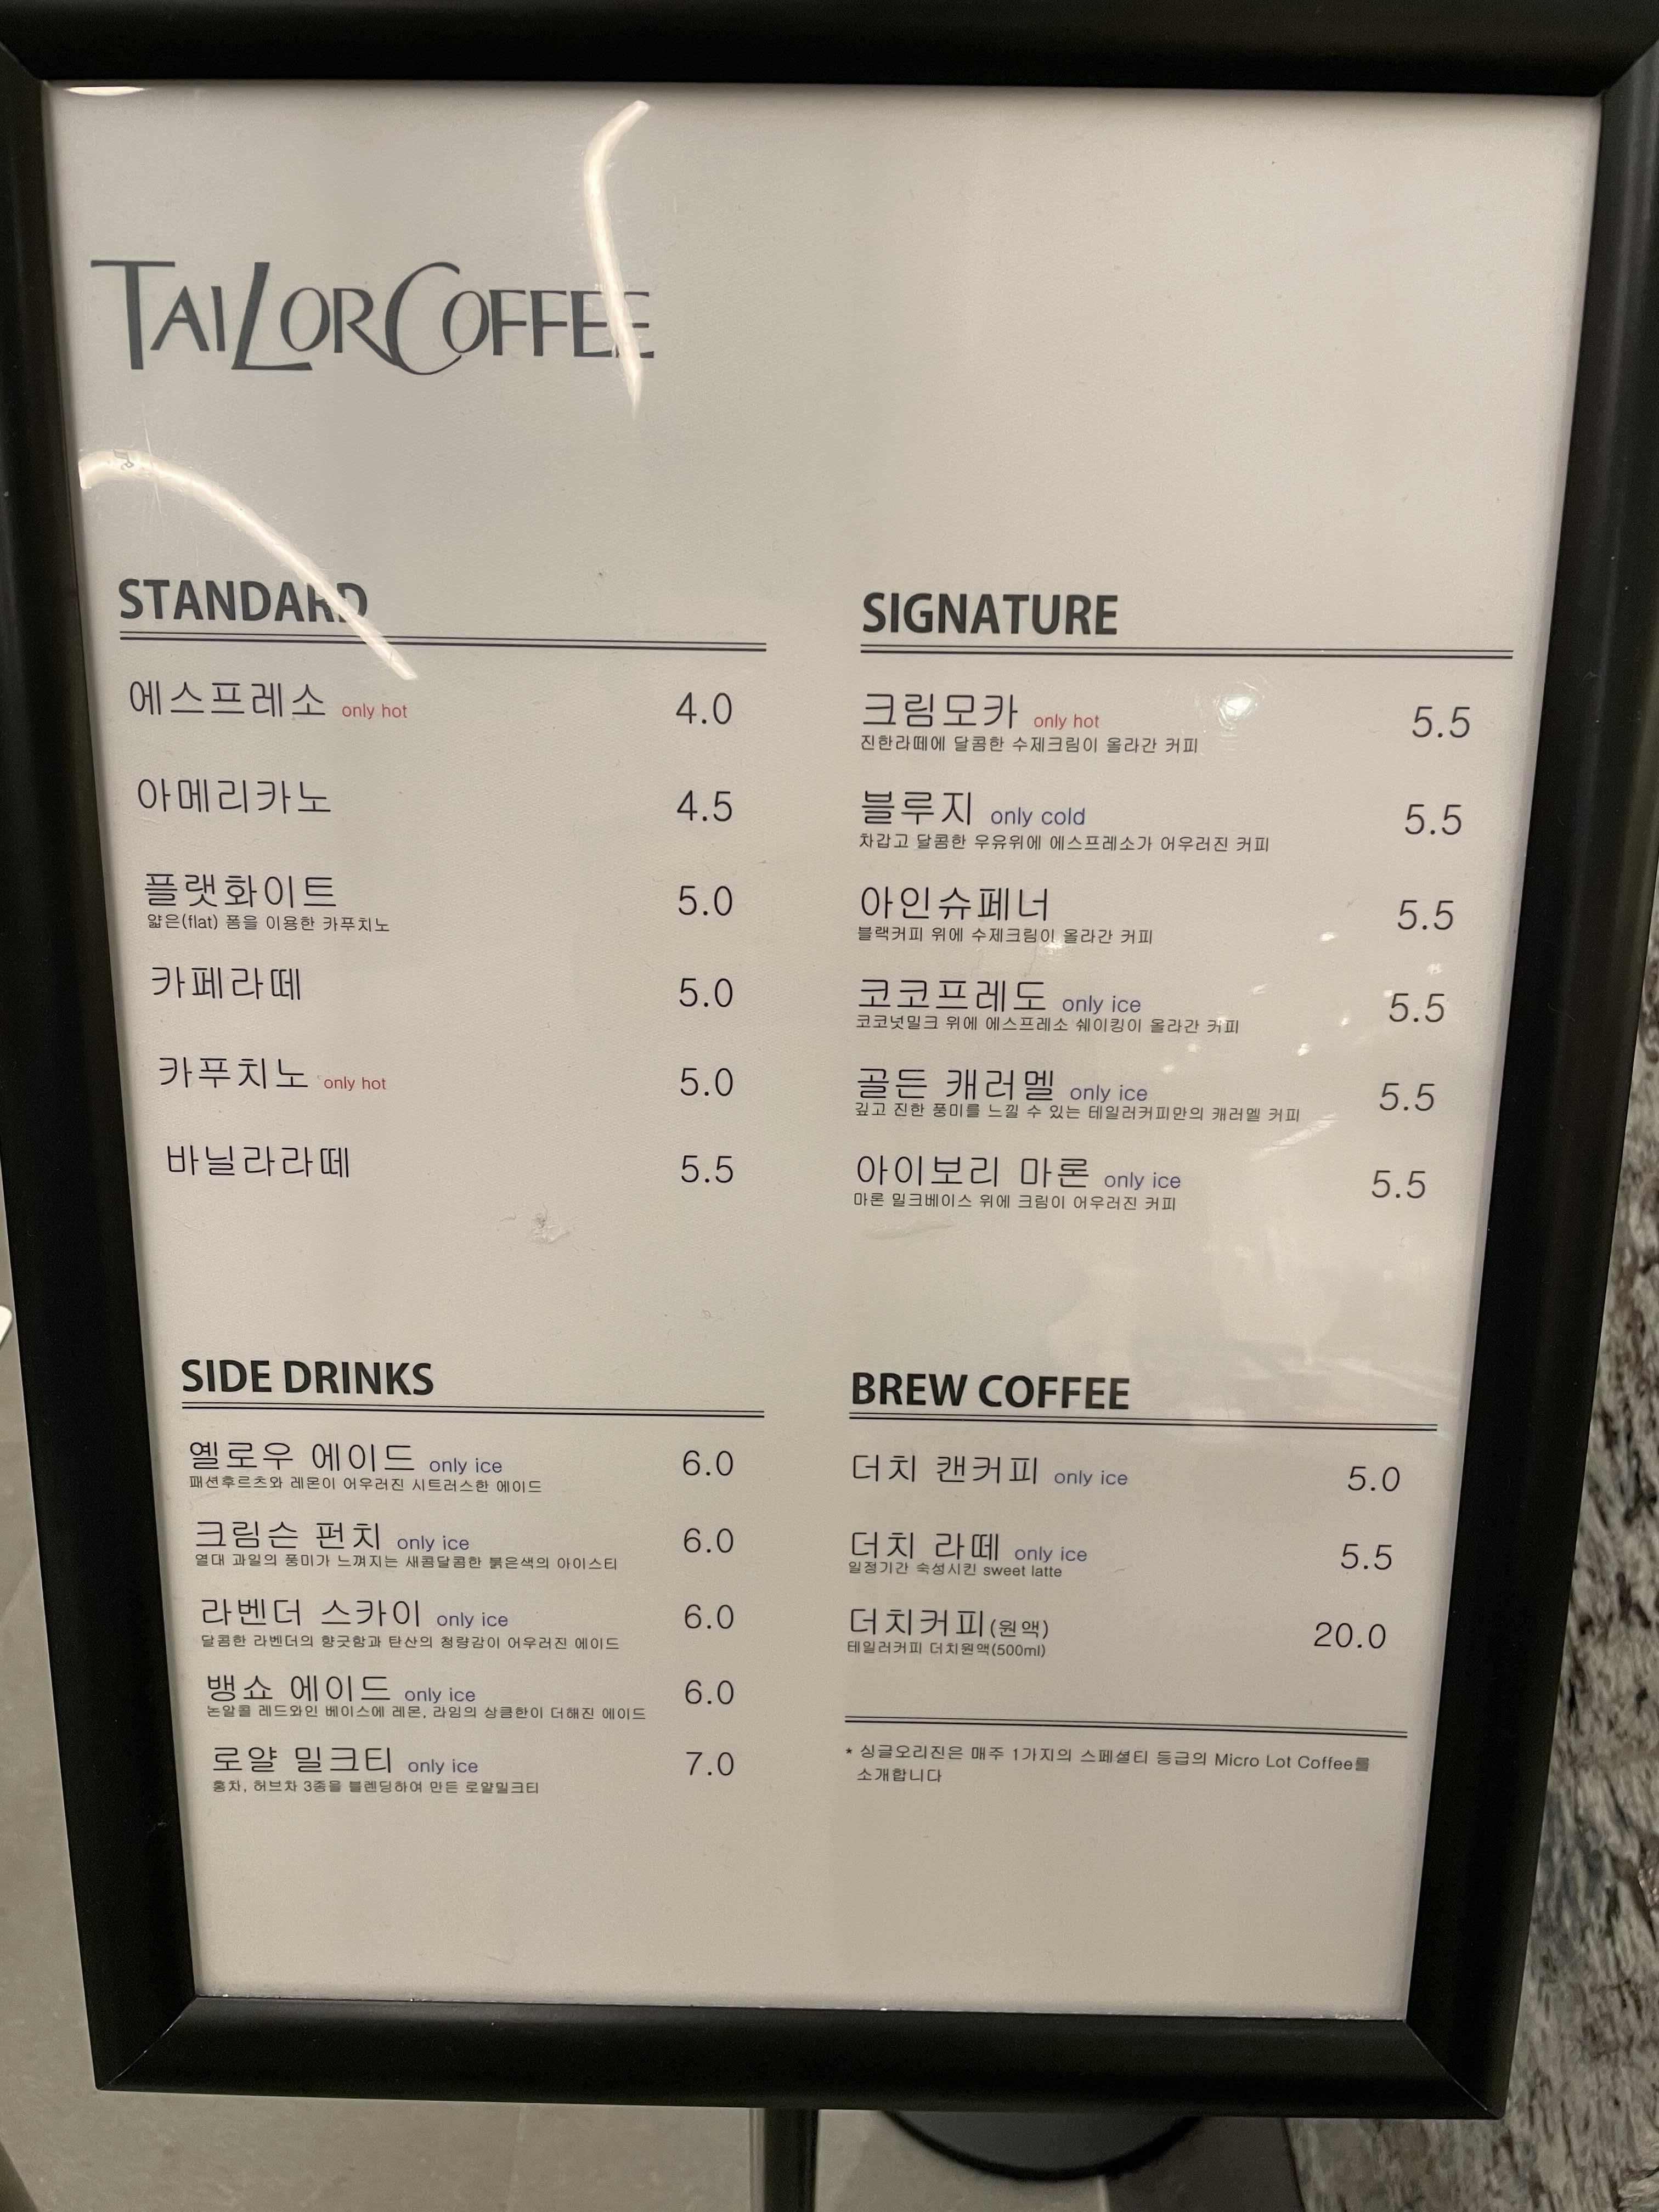 TAILOR COFFEE
STANDARD
에스프레소 only hot 4.0
아메리카노 4.5
플랫화이트 5.0
얇은(flat) 폼을 이용한 카푸치노
카페라떼 5.0
카푸치노 only hot 5.0
바닐라라떼 5.5
SIGNATURE
크림모카 only hot 5.5
진한라떼에 달콤한 수제크림이 올라간 커피
블루지 only cold 5.5
차갑고 달콤한 우유위에 에스프레소가 어우러진 커피
아인슈페너 5.5
블랙커피 위에 수제크림이 올라간 커피
코코프레도 only ice 5.5
코코넛밀크 위에 에스프레소 쉐이킹이 올라간 커피
골든 캐러멜 only ice 5.5
깊고 진한 풍미를 느낄 수 있는 테일러커피만의 캐러멜 커피
아이보리 마론 only ice 5.5
마론 밀크베이스 위에 크림이 어우러진 커피
SIDE DRINKS
옐로우 에이드 only ice 6.0
패션후르츠와 레몬이 어우러진 시트러스한 에이드
크림슨 펀치 only ice 6.0
열대 과일의 풍미가 느껴지는 새콤달콤한 붉은색의 아이스티
라벤더 스카이 only ice 6.0
달콤한 라벤더의 향긋함과 탄산의 청량감이 어우러진 에이드
뱅쇼 에이드 only ice 6.0
논알콜 레드와인 베이스에 레몬, 라임의 상큼한이 더해진 에이드
로얄 밀크티 only ice 7.0
홍차, 허브차 3종을 블렌딩하여 만든 로얄밀크티
BREW COFFEE
더치 캔커피 only ice 5.0
더치 라떼 only ice 5.5
일정기간 숙성시킨 sweet latte
더치커피(원액) 20.0
테일러커피 더치원액(500ml)
* 싱글오리진은 매주 1가지의 스페셜티 등급의 Micro Lot Coffee를
소개합니다